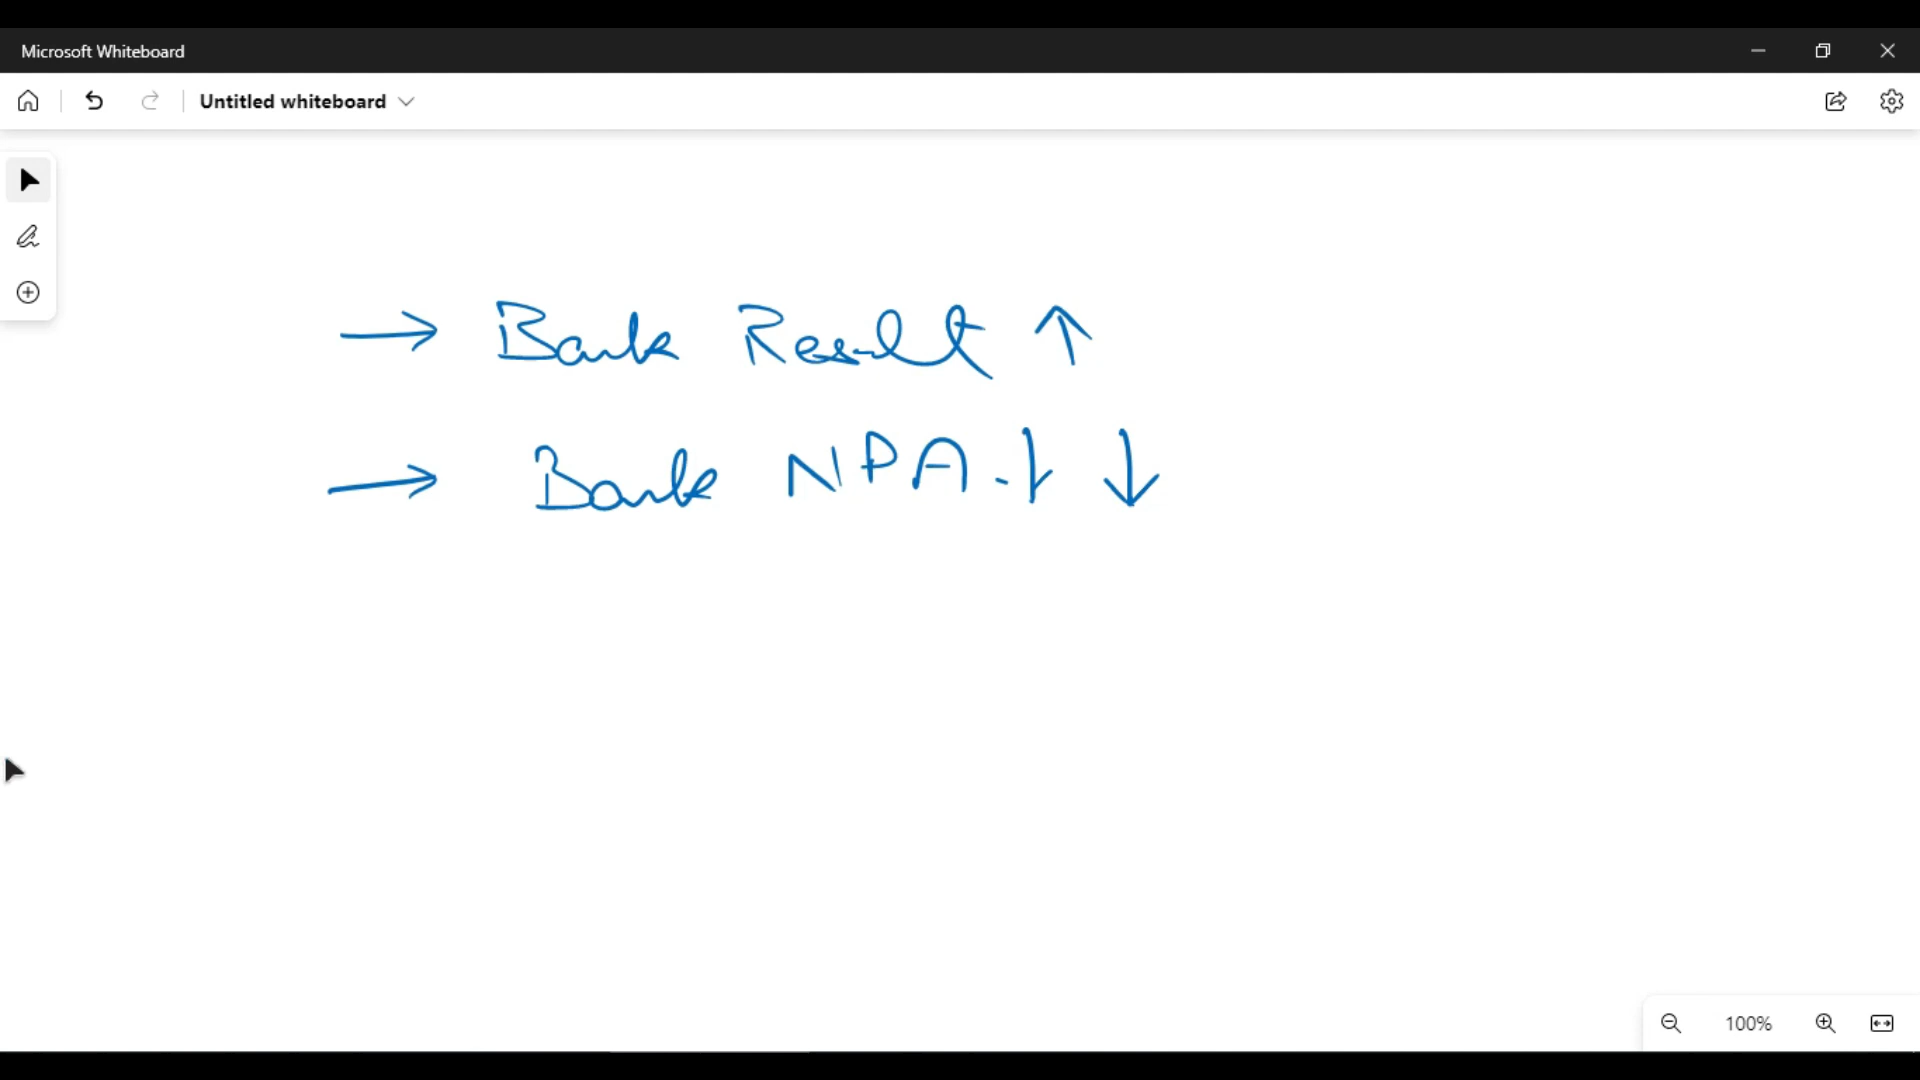 Microsoft Whiteboard
Untitled whiteboard
→ Bank Result ↑
→ Bank NPA ↓
100%